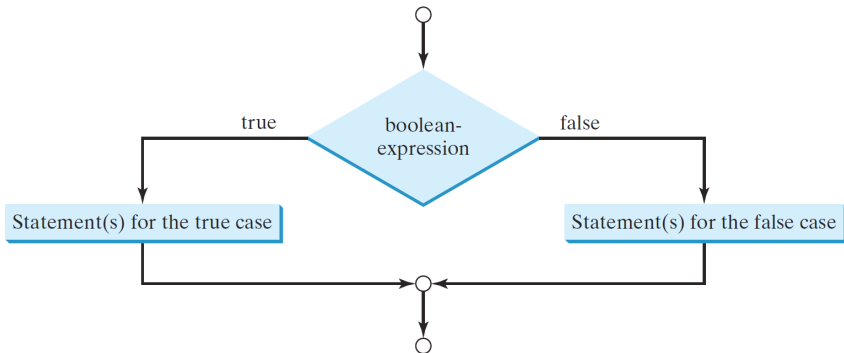 true
boolean-
expression
false
Statement(s) for the true case
Statement(s) for the false case